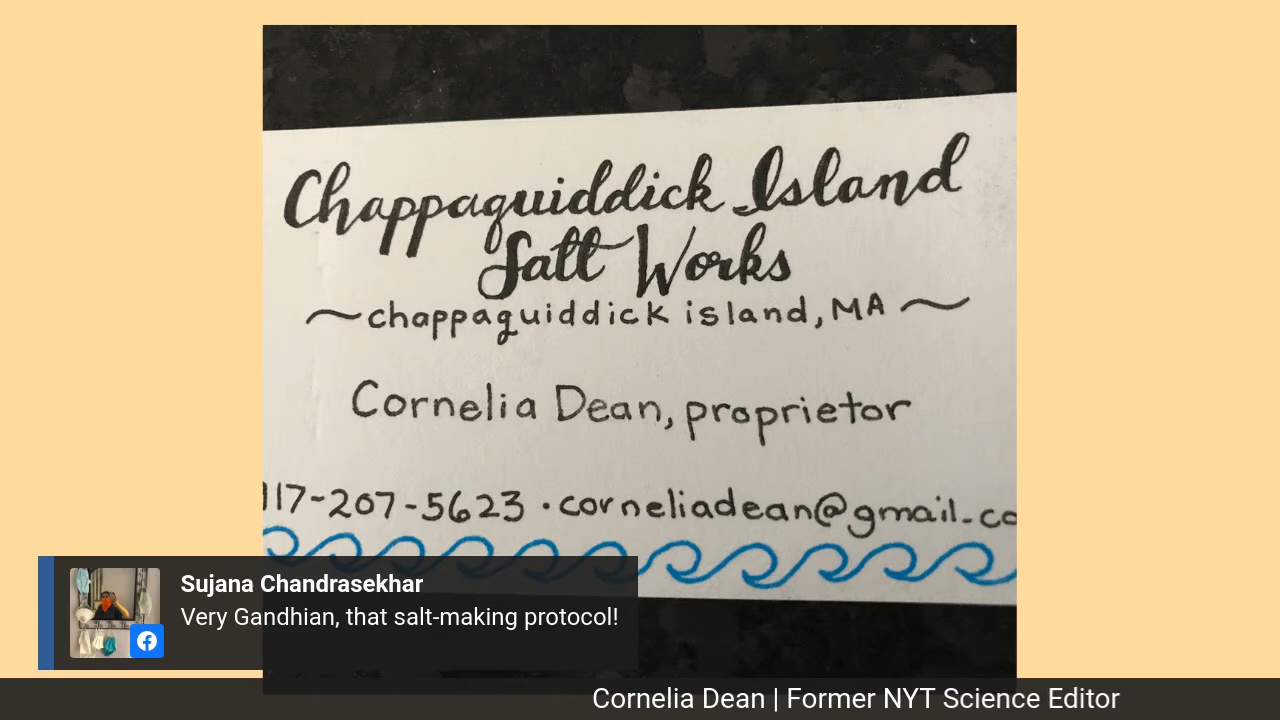 Chappaquiddick Island
Salt Works
~chappaquiddick island, MA~
Cornelia Dean, proprietor
117-207-5623 · corneliadean@gmail.co
Sujana Chandrasekhar
Very Gandhian, that salt-making protocol!
Cornelia Dean | Former NYT Science Editor